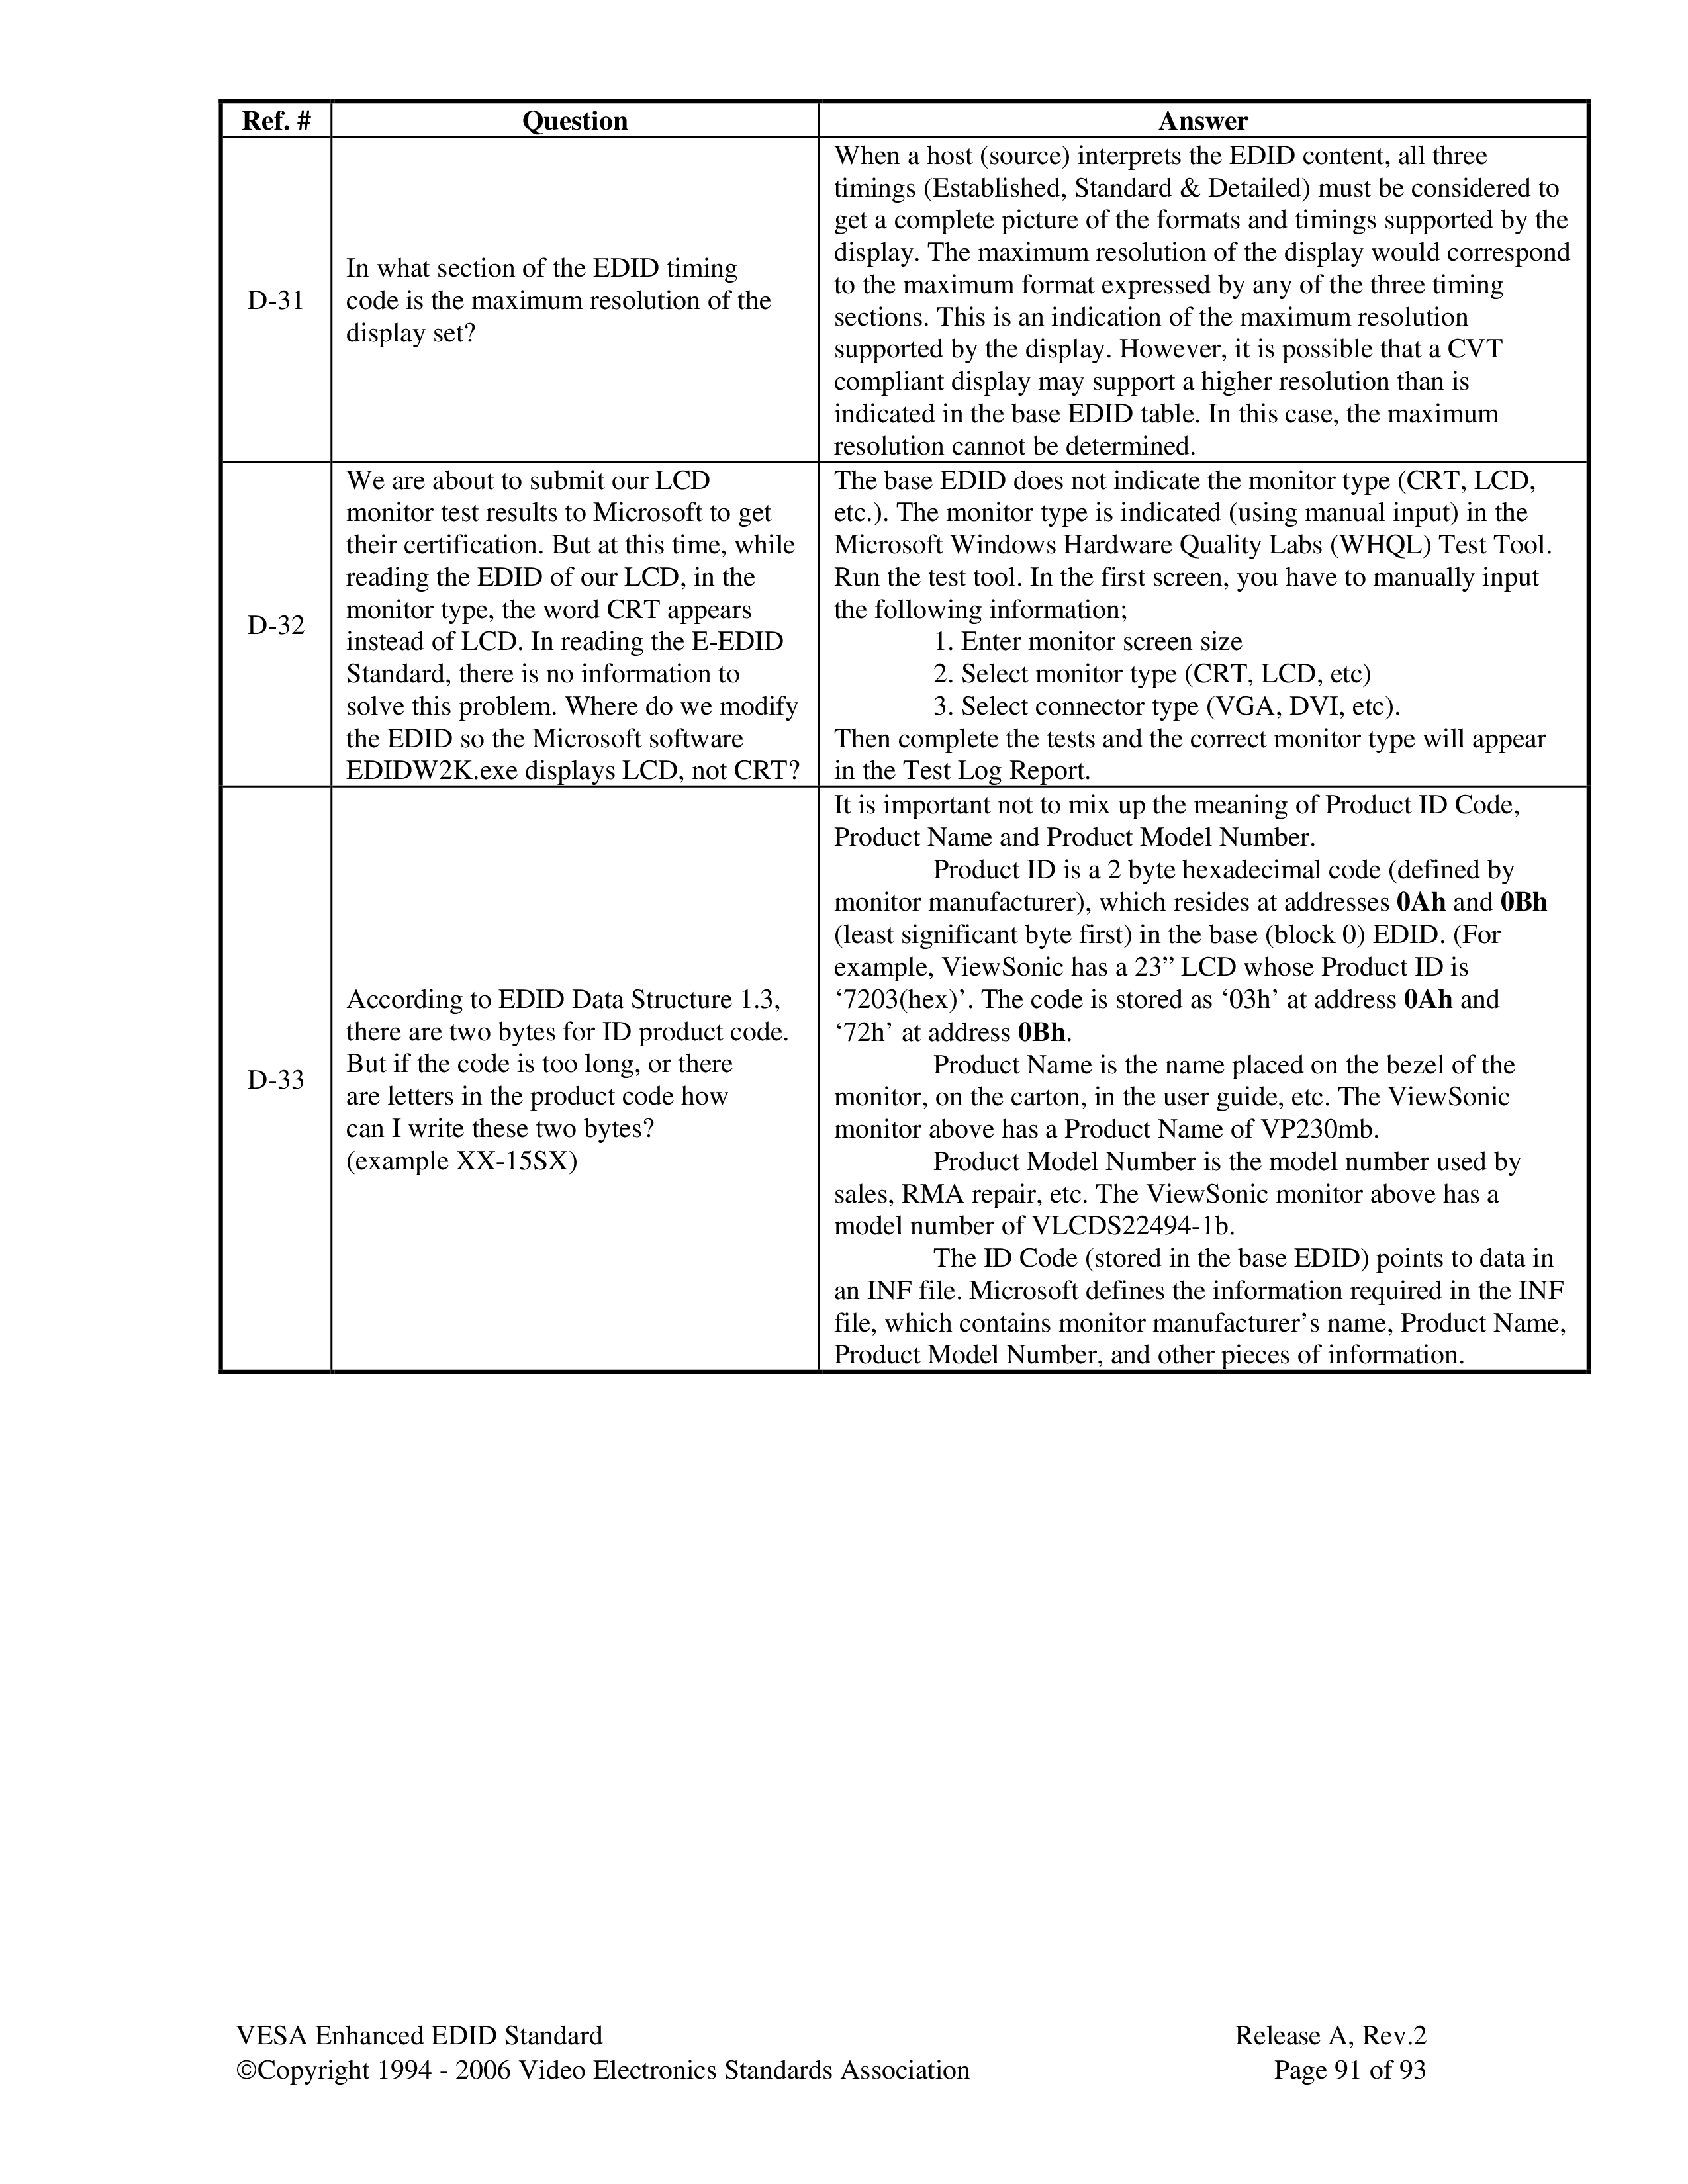 Ref. # Question Answer
D-31
In what section of the EDID timing
code is the maximum resolution of the
display set?
When a host (source) interprets the EDID content, all three
timings (Established, Standard & Detailed) must be considered to
get a complete picture of the formats and timings supported by the
display. The maximum resolution of the display would correspond
to the maximum format expressed by any of the three timing
sections. This is an indication of the maximum resolution
supported by the display. However, it is possible that a CVT
compliant display may support a higher resolution than is
indicated in the base EDID table. In this case, the maximum
resolution cannot be determined.
D-32
We are about to submit our LCD
monitor test results to Microsoft to get
their certification. But at this time, while
reading the EDID of our LCD, in the
monitor type, the word CRT appears
instead of LCD. In reading the E-EDID
Standard, there is no information to
solve this problem. Where do we modify
the EDID so the Microsoft software
EDIDW2K.exe displays LCD, not CRT?
The base EDID does not indicate the monitor type (CRT, LCD,
etc.). The monitor type is indicated (using manual input) in the
Microsoft Windows Hardware Quality Labs (WHQL) Test Tool.
Run the test tool. In the first screen, you have to manually input
the following information;
1. Enter monitor screen size
2. Select monitor type (CRT, LCD, etc)
3. Select connector type (VGA, DVI, etc).
Then complete the tests and the correct monitor type will appear
in the Test Log Report.
D-33
According to EDID Data Structure 1.3,
there are two bytes for ID product code.
But if the code is too long, or there
are letters in the product code how
can I write these two bytes?
(example XX-15SX)
It is important not to mix up the meaning of Product ID Code,
Product Name and Product Model Number.
Product ID is a 2 byte hexadecimal code (defined by
monitor manufacturer), which resides at addresses 0Ah and 0Bh
(least significant byte first) in the base (block 0) EDID. (For
example, ViewSonic has a 23” LCD whose Product ID is
‘7203(hex)’. The code is stored as ‘03h’ at address 0Ah and
‘72h’ at address 0Bh.
Product Name is the name placed on the bezel of the
monitor, on the carton, in the user guide, etc. The ViewSonic
monitor above has a Product Name of VP230mb.
Product Model Number is the model number used by
sales, RMA repair, etc. The ViewSonic monitor above has a
model number of VLCDS22494-1b.
The ID Code (stored in the base EDID) points to data in
an INF file. Microsoft defines the information required in the INF
file, which contains monitor manufacturer’s name, Product Name,
Product Model Number, and other pieces of information.
VESA Enhanced EDID Standard Release A, Rev.2
©Copyright 1994 - 2006 Video Electronics Standards Association Page 91 of 93